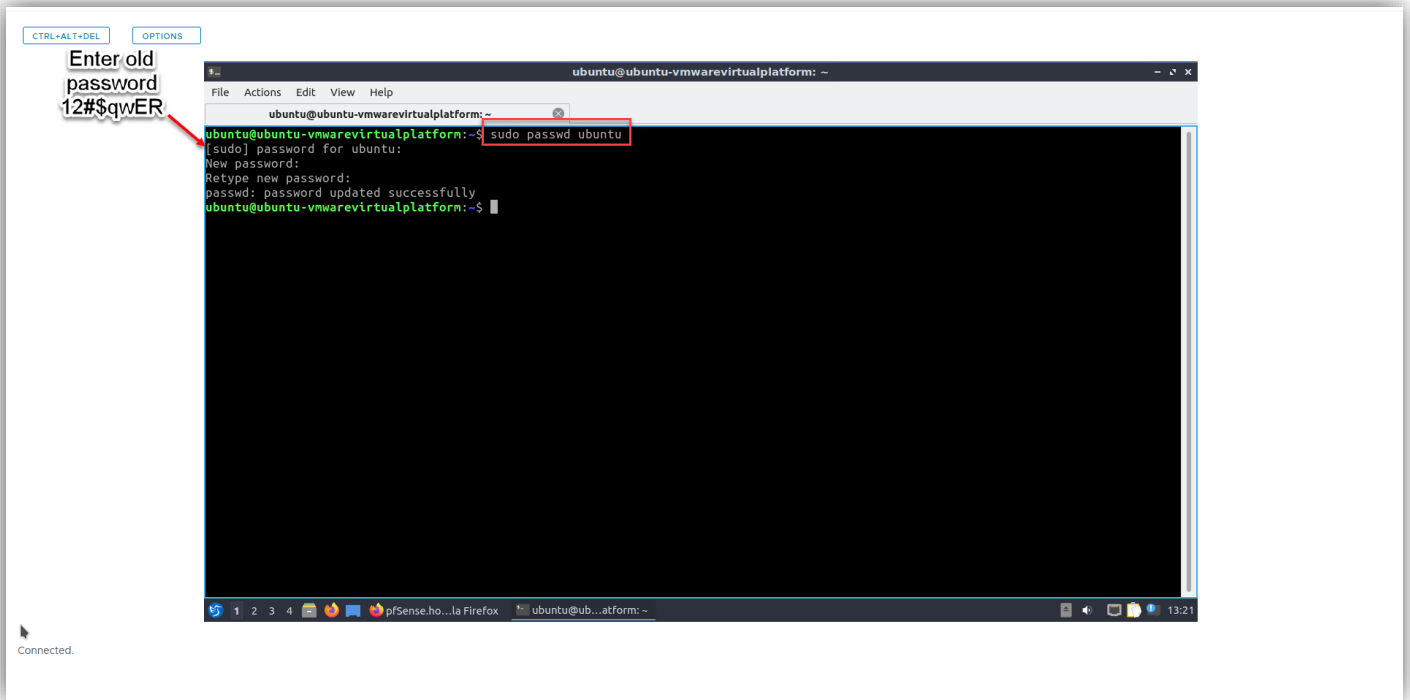 CTRL+ALT+DEL
OPTIONS
Enter old
password
12#$qwER
ubuntu@ubuntu-vmwarevirtualplatform: ~
File Actions Edit View Help
ubuntu@ubuntu-vmwarevirtualplatform: ~
ubuntu@ubuntu-vmwarevirtualplatform:~$ sudo passwd ubuntu
[sudo] password for ubuntu:
New password:
Retype new password:
passwd: password updated successfully
ubuntu@ubuntu-vmwarevirtualplatform:~$
1 2 3 4 pfSense.ho...la Firefox ubuntu@ub...atform: ~ 13:21
Connected.